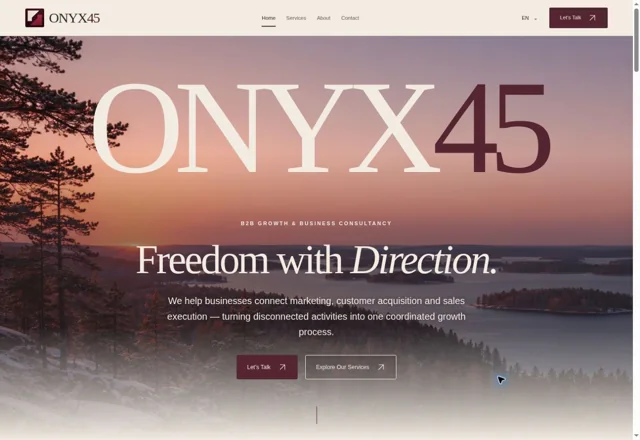 ONYX45
Home Services About Contact
EN
Let's Talk
ONYX45
B2B GROWTH & BUSINESS CONSULTANCY
Freedom with Direction.
We help businesses connect marketing, customer acquisition and sales
execution — turning disconnected activities into one coordinated growth
process.
Let's Talk
Explore Our Services